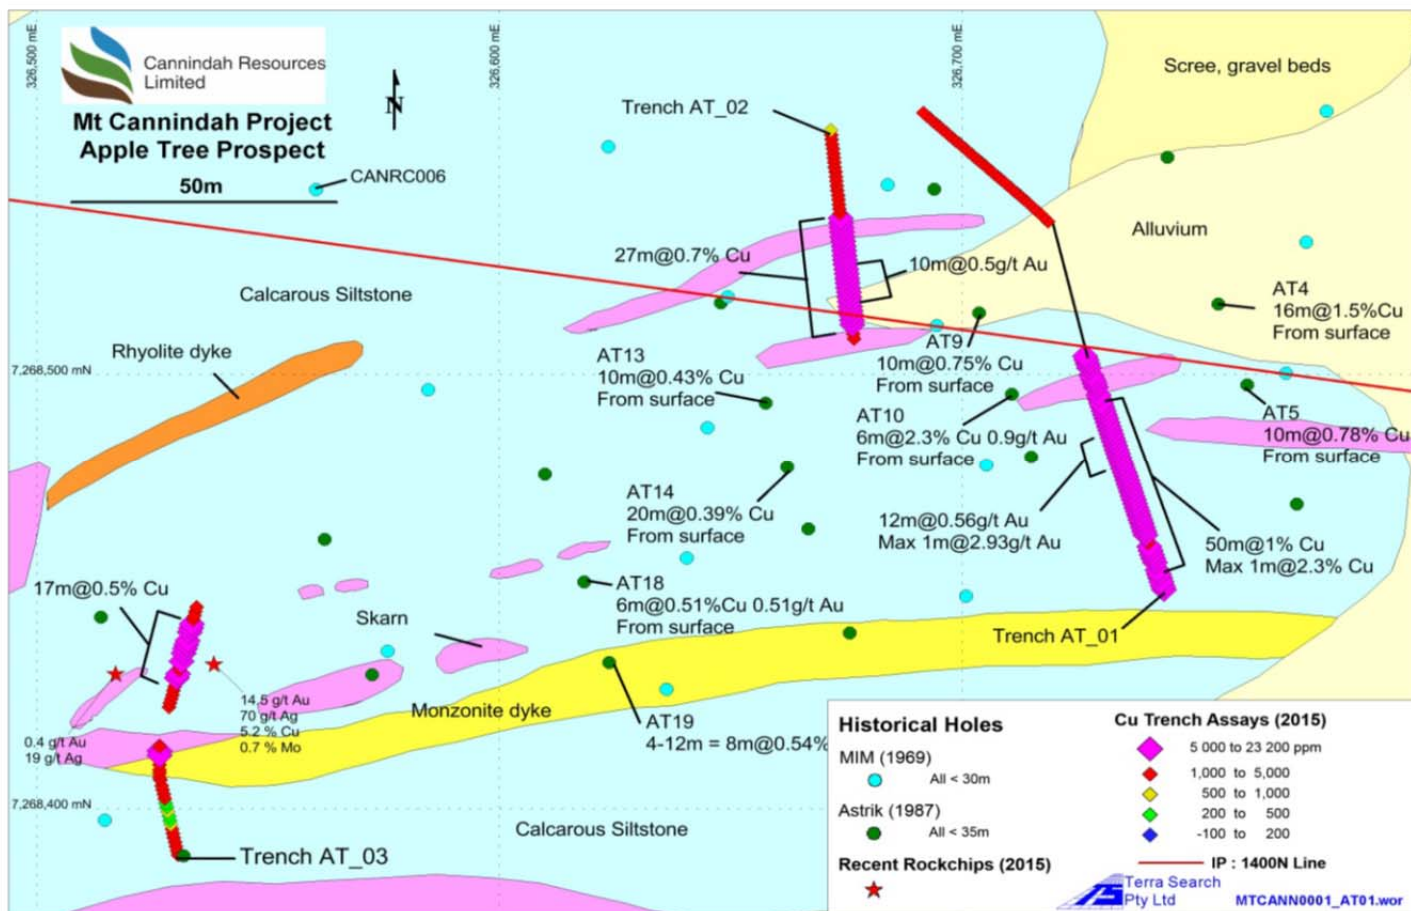 326,500 mE
326,600 mE
326,700 mE
Cannindah Resources
Limited
Mt Cannindah Project
Apple Tree Prospect
50m
N
CANRC006
Trench AT_02
Scree, gravel beds
Alluvium
27m@0.7% Cu
10m@0.5g/t Au
Calcarous Siltstone
AT4
16m@1.5%Cu
From surface
Rhyolite dyke
7,268,500 mN
AT13
10m@0.43% Cu
From surface
AT9
10m@0.75% Cu
From surface
AT10
6m@2.3% Cu 0.9g/t Au
From surface
AT5
10m@0.78% Cu
From surface
AT14
20m@0.39% Cu
From surface
12m@0.56g/t Au
Max 1m@2.93g/t Au
50m@1% Cu
Max 1m@2.3% Cu
17m@0.5% Cu
AT18
6m@0.51%Cu 0.51g/t Au
From surface
Skarn
Trench AT_01
14.5 g/t Au
70 g/t Ag
5.2 % Cu
0.7 % Mo
Monzonite dyke
0.4 g/t Au
19 g/t Ag
AT19
4-12m = 8m@0.54%
7,268,400 mN
Calcarous Siltstone
Trench AT_03
Historical Holes
MIM (1969)
All < 30m
Astrik (1987)
All < 35m
Recent Rockchips (2015)
Cu Trench Assays (2015)
5 000 to 23 200 ppm
1,000 to 5,000
500 to 1,000
200 to 500
-100 to 200
IP : 1400N Line
Terra Search
Pty Ltd
MTCANN0001_AT01.wor